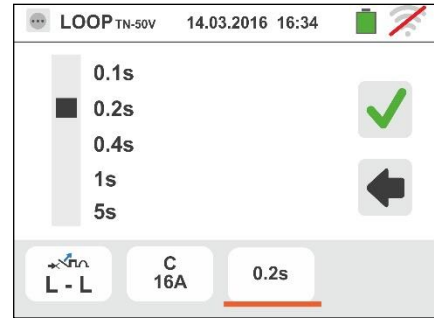 LOOP TN-50V 14.03.2016 16:34
0.1s
0.2s
0.4s
1s
5s
L - L
C
16A
0.2s